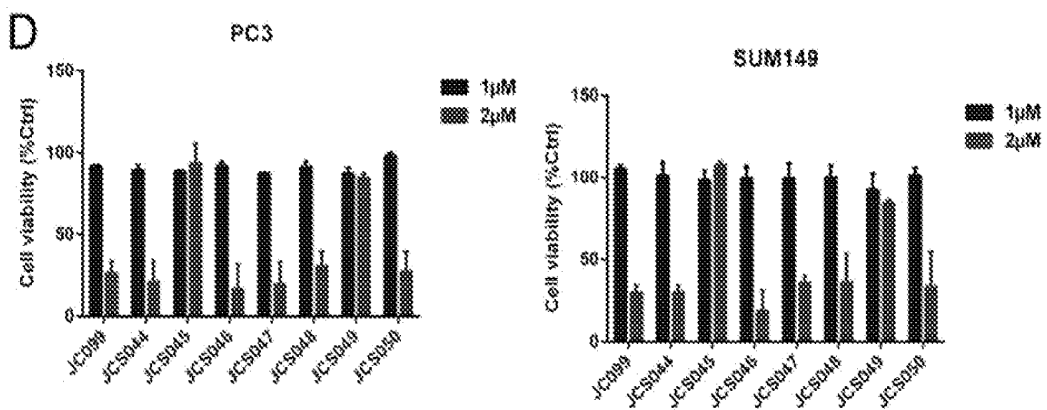 D
PC3
Cell viability (%Ctrl)
150
100
50
0
1µM
2µM
JC099
JCS044
JCS045
JCS046
JCS047
JCS048
JCS049
JCS050
SUM149
Cell viability (%Ctrl)
150
100
50
0
1µM
2µM
JC099
JCS044
JCS045
JCS046
JCS047
JCS048
JCS049
JCS050